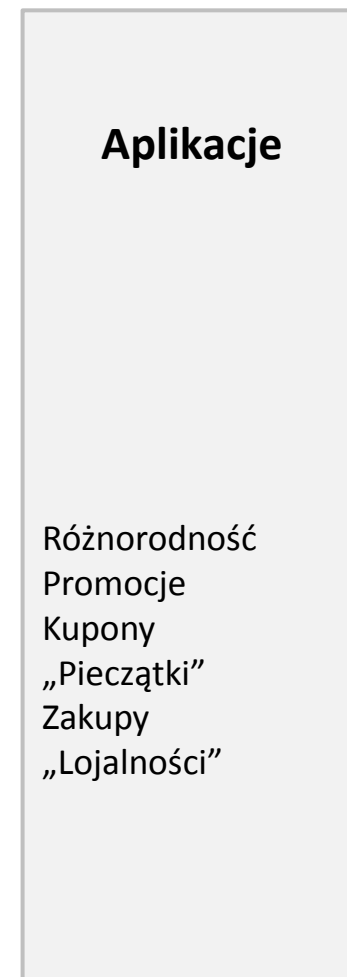 Aplikacje
Różnorodność
Promocje
Kupony
„Pieczątki”
Zakupy
„Lojalności”